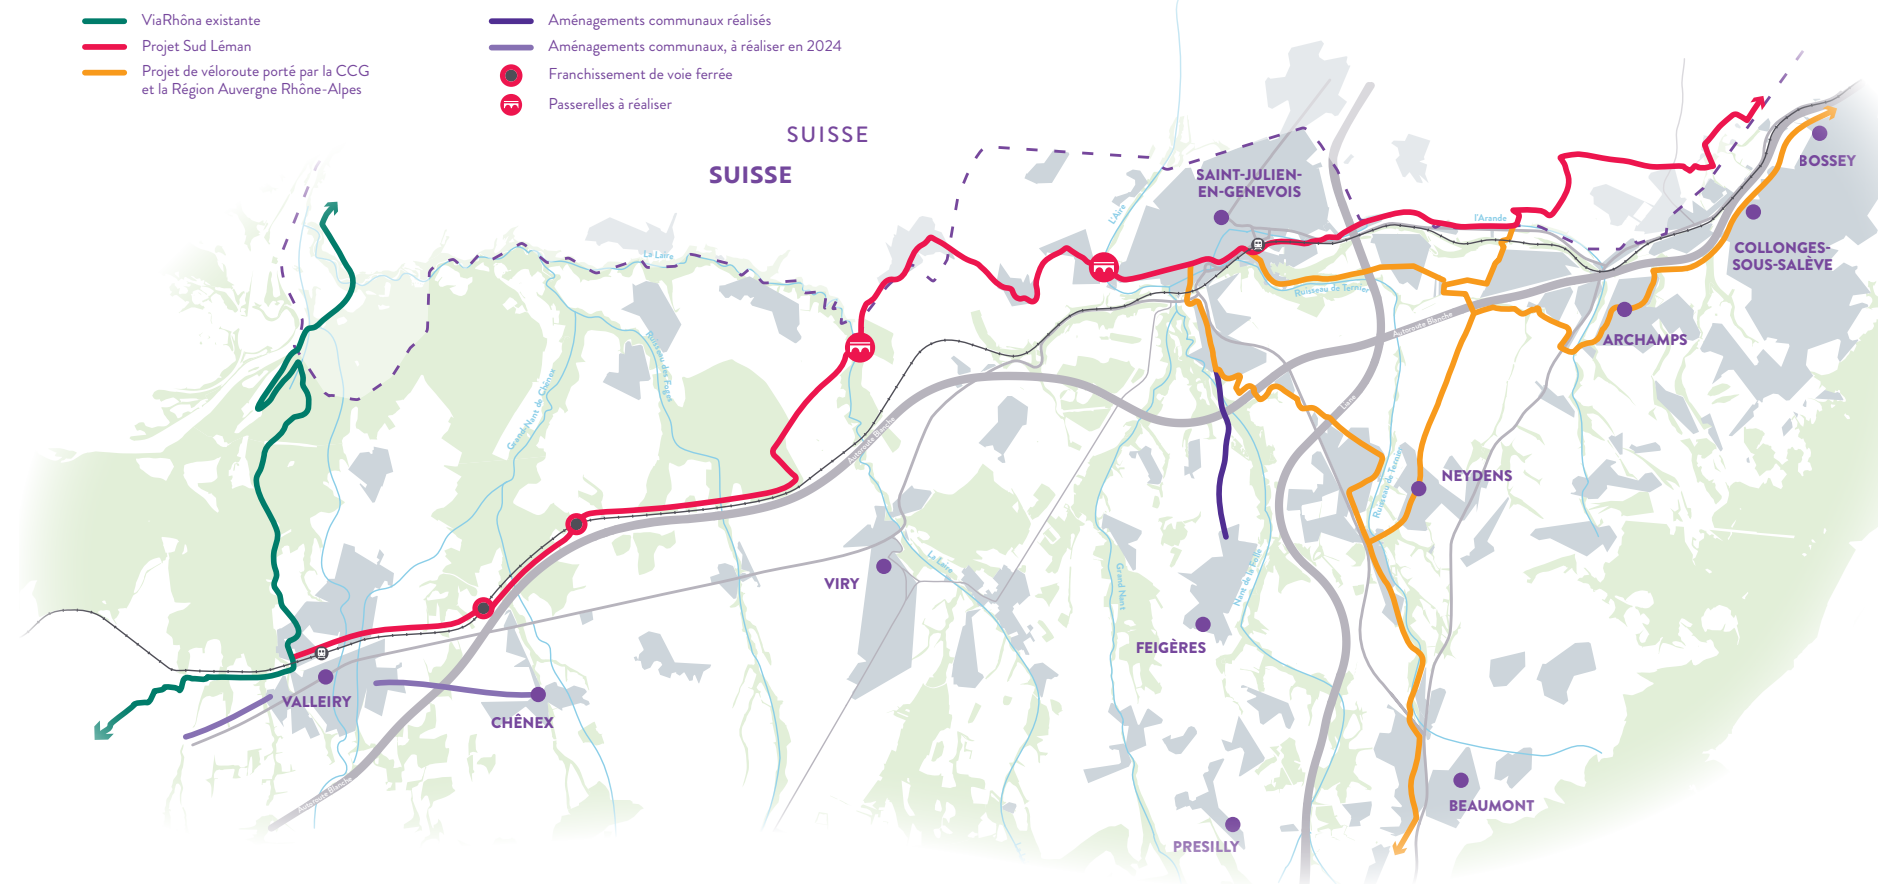 ViaRhôna existante
Projet Sud Léman
Projet de véloroute porté par la CCG
et la Région Auvergne Rhône-Alpes
Aménagements communaux réalisés
Aménagements communaux, à réaliser en 2024
Franchissement de voie ferrée
Passerelles à réaliser
SUISSE
SUISSE
SAINT-JULIEN-
EN-GENEVOIS
BOSSEY
COLLONGES-
SOUS-SALÈVE
ARCHAMPS
NEYDENS
VIRY
FEIGÈRES
VALLEIRY
CHÊNEX
BEAUMONT
PRESILLY
La Laire
l'Aire
l'Arande
Ruisseau de Ternier
Ruisseau des Fages
Grand Nant de Chênex
Autoroute Blanche
Autoroute Blanche
Liane
Ruisseau de Ternier
La Laire
Grand Nant
Nant de la Folle
Autoroute Blanche